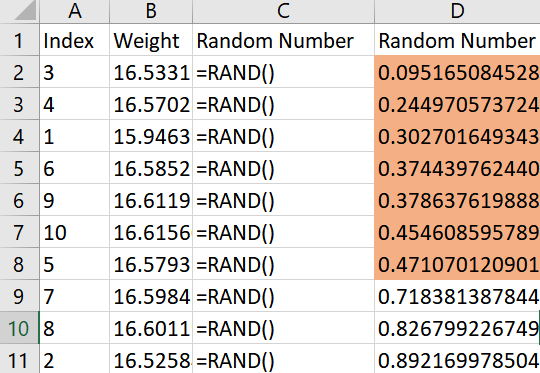 A B C D
1 Index Weight Random Number Random Number
2 3 16.5331 =RAND() 0.095165084528
3 4 16.5702 =RAND() 0.244970573724
4 1 15.9463 =RAND() 0.302701649343
5 6 16.5852 =RAND() 0.374439762440
6 9 16.6119 =RAND() 0.378637619888
7 10 16.6156 =RAND() 0.454608595789
8 5 16.5793 =RAND() 0.471070120901
9 7 16.5984 =RAND() 0.718381387844
10 8 16.6011 =RAND() 0.826799226749
11 2 16.5258 =RAND() 0.892169978504